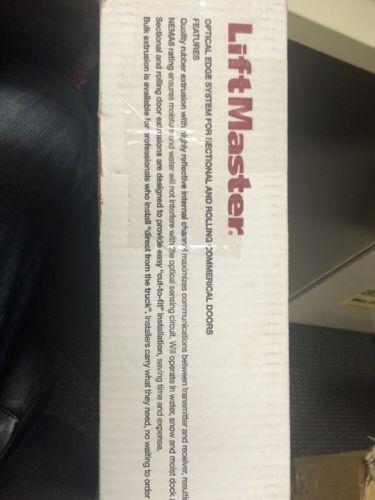 LiftMaster
OPTICAL EDGE SYSTEM FOR SECTIONAL AND ROLLING COMMERICAL DOORS
FEATURES
Quality rubber extrusion with highly reflective internal channel maximizes communications between transmitter and receiver, result
NEMA6 rating ensures moisture and water will not interfere with the optical sensing circuit. Will operate in water, snow and moist dock
Sectional and rolling door extrusions are designed to provide easy "cut-to-fit" installation, saving time and expense.
Bulk extrusion is available for professionals who install "direct from the truck". Installers carry what they need, no waiting to order